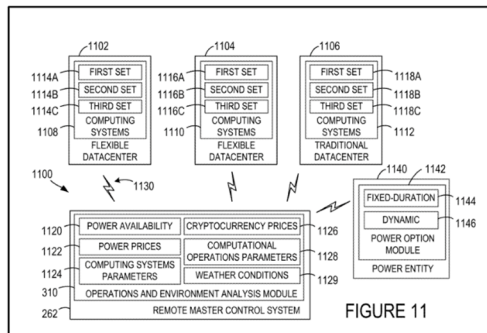 1102
1104
1106
1114A
FIRST SET
1116A
FIRST SET
FIRST SET
1118A
1114B
SECOND SET
1116B
SECOND SET
SECOND SET
1118B
1114C
THIRD SET
1116C
THIRD SET
THIRD SET
1118C
1108
COMPUTING
SYSTEMS
1110
COMPUTING
SYSTEMS
COMPUTING
SYSTEMS
1112
FLEXIBLE
DATACENTER
FLEXIBLE
DATACENTER
TRADITIONAL
DATACENTER
1100
1130
1140
1142
FIXED-DURATION
1144
DYNAMIC
1146
POWER OPTION
MODULE
POWER ENTITY
1120
POWER AVAILABILITY
CRYPTOCURRENCY PRICES
1126
1122
POWER PRICES
COMPUTATIONAL
OPERATIONS PARAMETERS
1128
1124
COMPUTING SYSTEMS
PARAMETERS
WEATHER CONDITIONS
1129
310
OPERATIONS AND ENVIRONMENT ANALYSIS MODULE
262
REMOTE MASTER CONTROL SYSTEM
FIGURE 11